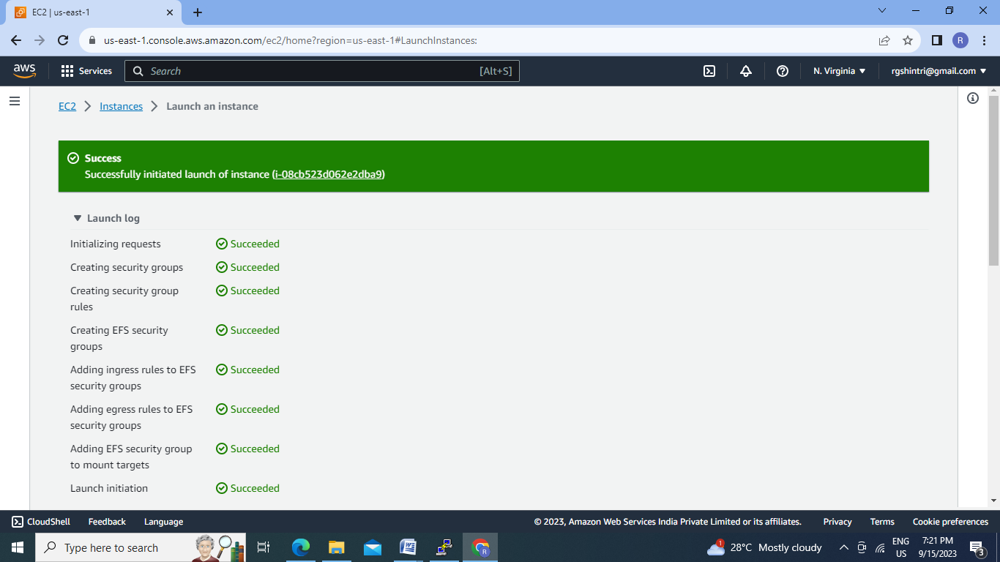 EC2 | us-east-1
us-east-1.console.aws.amazon.com/ec2/home?region=us-east-1#LaunchInstances:
R
aws
Services
Search
[Alt+S]
N. Virginia
rgshintri@gmail.com
EC2
Instances
Launch an instance
Success
Successfully initiated launch of instance (i-08cb523d062e2dba9)
Launch log
Initializing requests
Succeeded
Creating security groups
Succeeded
Creating security group
rules
Succeeded
Creating EFS security
groups
Succeeded
Adding ingress rules to EFS
security groups
Succeeded
Adding egress rules to EFS
security groups
Succeeded
Adding EFS security group
to mount targets
Succeeded
Launch initiation
Succeeded
CloudShell
Feedback
Language
© 2023, Amazon Web Services India Private Limited or its affiliates.
Privacy
Terms
Cookie preferences
Type here to search
W
R
1
28°C Mostly cloudy
ENG
US
7:21 PM
9/15/2023
3